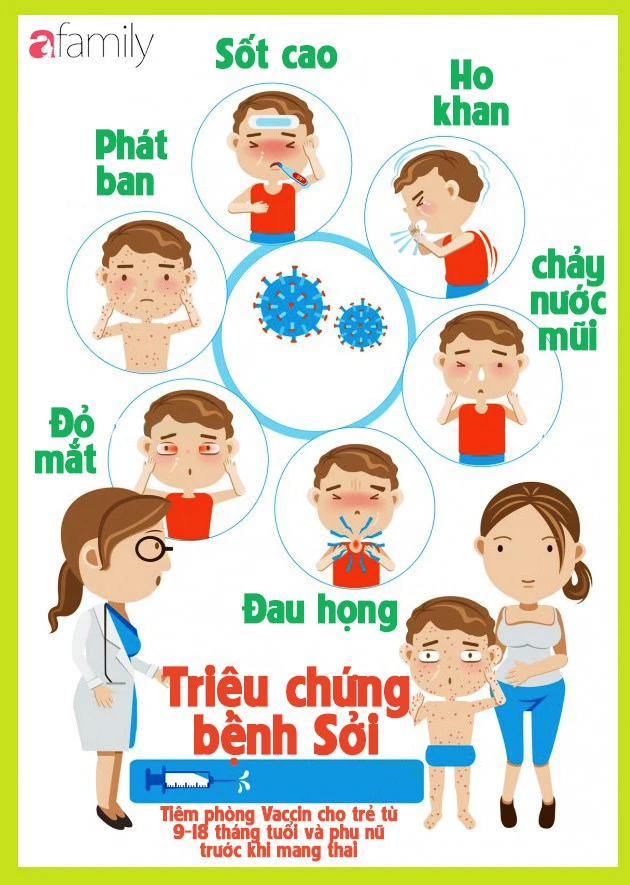 afamily
Sốt cao
Ho
khan
Phát
ban
chảy
nước
mũi
Đỏ
mắt
Đau họng
Triệu chứng
bệnh Sởi
Tiêm phòng Vaccin cho trẻ từ
9-18 tháng tuổi và phụ nữ
trước khi mang thai